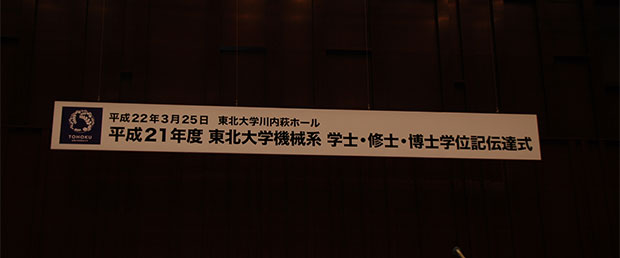 平成22年3月25日 東北大学川内萩ホール
平成21年度 東北大学機械系 学士・修士・博士学位記伝達式
TOHOKU
UNIVERSITY